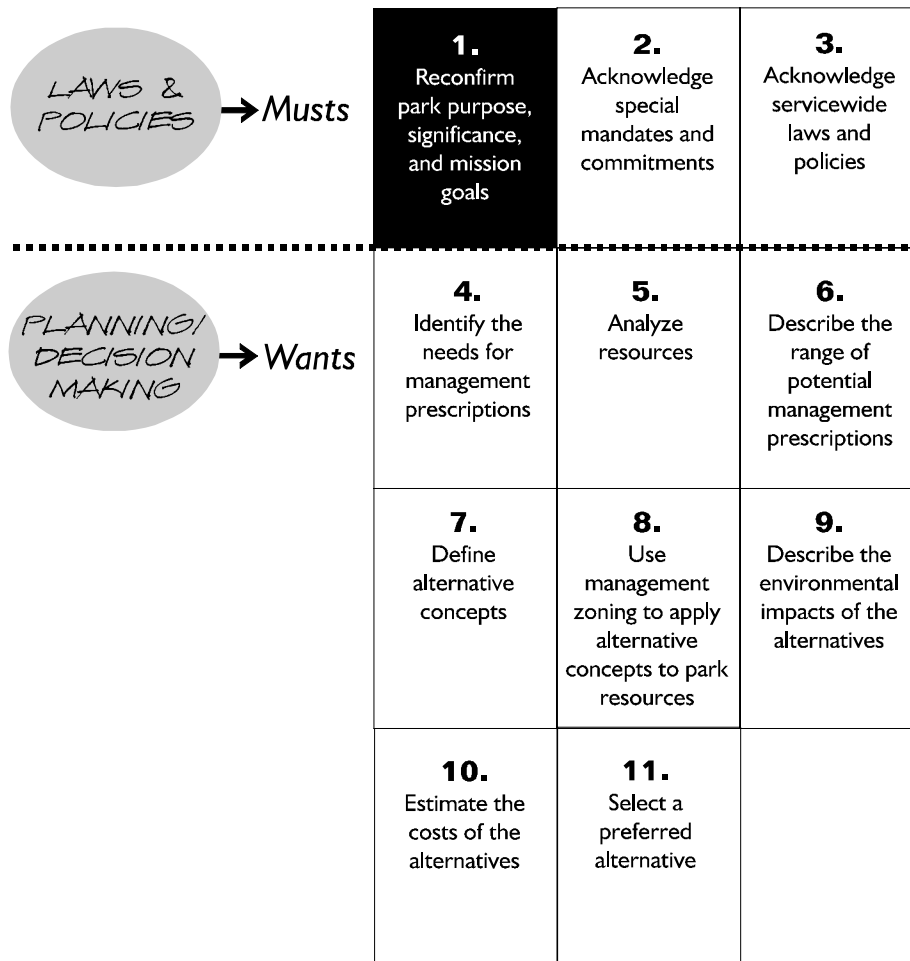 LAWS &
POLICIES
Musts
1.
Reconfirm
park purpose,
significance,
and mission
goals
2.
Acknowledge
special
mandates and
commitments
3.
Acknowledge
servicewide
laws and
policies
PLANNING/
DECISION
MAKING
Wants
4.
Identify the
needs for
management
prescriptions
5.
Analyze
resources
6.
Describe the
range of
potential
management
prescriptions
7.
Define
alternative
concepts
8.
Use
management
zoning to apply
alternative
concepts to park
resources
9.
Describe the
environmental
impacts of the
alternatives
10.
Estimate the
costs of the
alternatives
11.
Select a
preferred
alternative